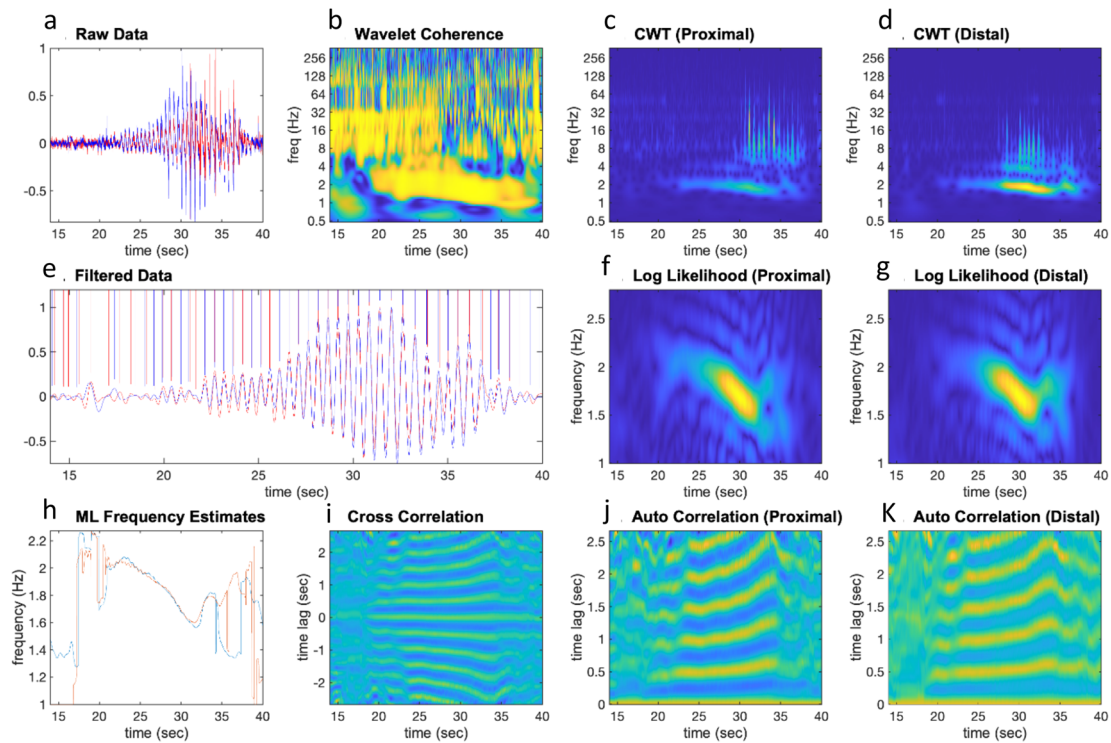 a Raw Data
1
0.5
0
-0.5
15 20 25 30 35 40
time (sec)
b Wavelet Coherence
freq (Hz)
256
128
64
32
16
8
4
2
1
0.5
15 20 25 30 35 40
time (sec)
c CWT (Proximal)
freq (Hz)
256
128
64
32
16
8
4
2
1
0.5
15 20 25 30 35 40
time (sec)
d CWT (Distal)
freq (Hz)
256
128
64
32
16
8
4
2
1
0.5
15 20 25 30 35 40
time (sec)
e Filtered Data
1
0.5
0
-0.5
15 20 25 30 35 40
time (sec)
f Log Likelihood (Proximal)
frequency (Hz)
2.5
2
1.5
1
15 20 25 30 35 40
time (sec)
g Log Likelihood (Distal)
frequency (Hz)
2.5
2
1.5
1
15 20 25 30 35 40
time (sec)
h ML Frequency Estimates
frequency (Hz)
2.2
2
1.8
1.6
1.4
1.2
1
15 20 25 30 35 40
time (sec)
i Cross Correlation
time lag (sec)
2
1
0
-1
-2
15 20 25 30 35 40
time (sec)
j Auto Correlation (Proximal)
time lag (sec)
2.5
2
1.5
1
0.5
0
15 20 25 30 35 40
time (sec)
K Auto Correlation (Distal)
time lag (sec)
2.5
2
1.5
1
0.5
0
15 20 25 30 35 40
time (sec)